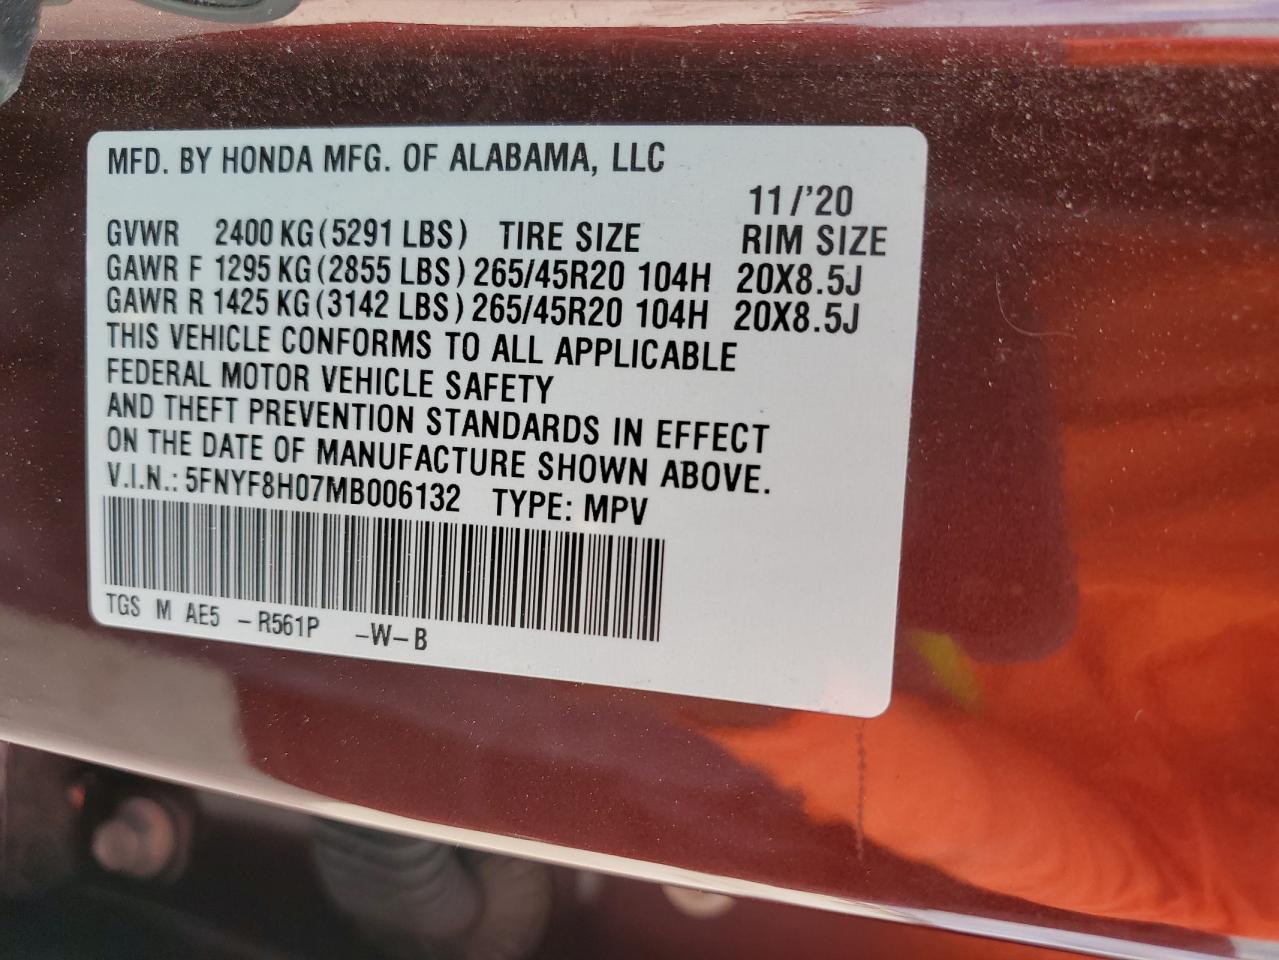 MFD. BY HONDA MFG. OF ALABAMA, LLC
11/'20
GVWR 2400 KG (5291 LBS) TIRE SIZE RIM SIZE
GAWR F 1295 KG (2855 LBS) 265/45R20 104H 20X8.5J
GAWR R 1425 KG (3142 LBS) 265/45R20 104H 20X8.5J
THIS VEHICLE CONFORMS TO ALL APPLICABLE
FEDERAL MOTOR VEHICLE SAFETY
AND THEFT PREVENTION STANDARDS IN EFFECT
ON THE DATE OF MANUFACTURE SHOWN ABOVE.
V.I.N.: 5FNYF8H07MB006132 TYPE: MPV
TGS M AE5 -R561P -W-B